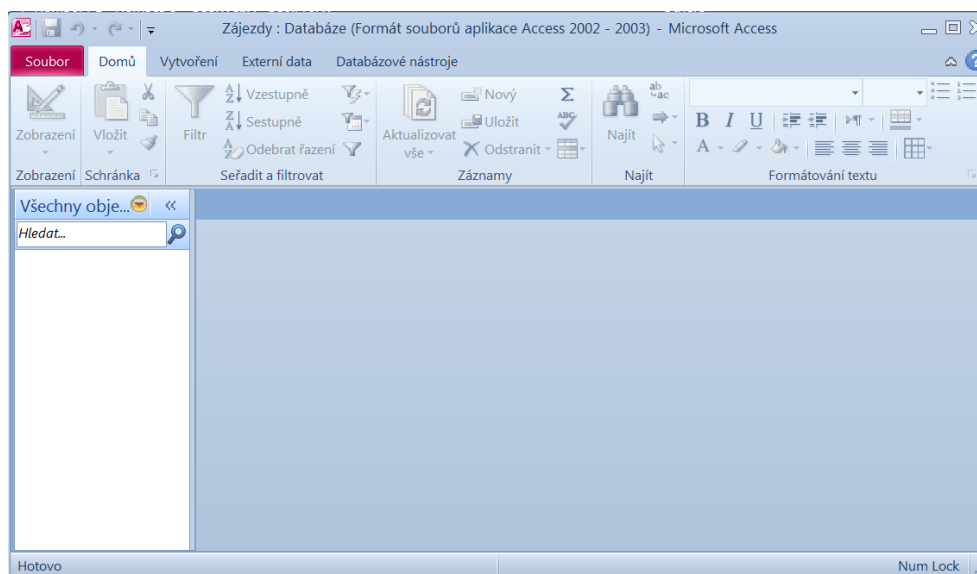 Zájezdy : Databáze (Formát souborů aplikace Access 2002 - 2003) - Microsoft Access
Soubor Domů Vytvoření Externí data Databázové nástroje
Zobrazení
Zobrazení
Vložit
Schránka
Filtr
Vzestupně
Sestupně
Odebrat řazení
Seřadit a filtrovat
Aktualizovat
vše
Nový
Uložit
Odstranit
Záznamy
Najít
Najít
B I U
A
Formátování textu
Všechny obje...
Hledat...
Hotovo
Num Lock